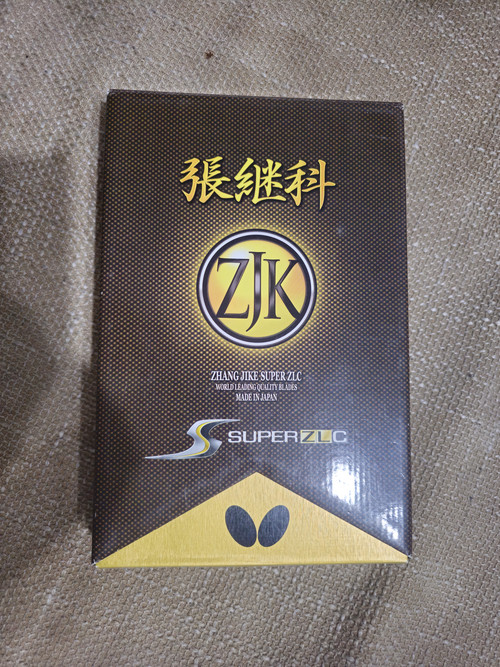 張継科
ZJK
ZHANG JIKE SUPER ZLC
WORLD LEADING QUALITY BLADES
MADE IN JAPAN
S SUPER ZLC